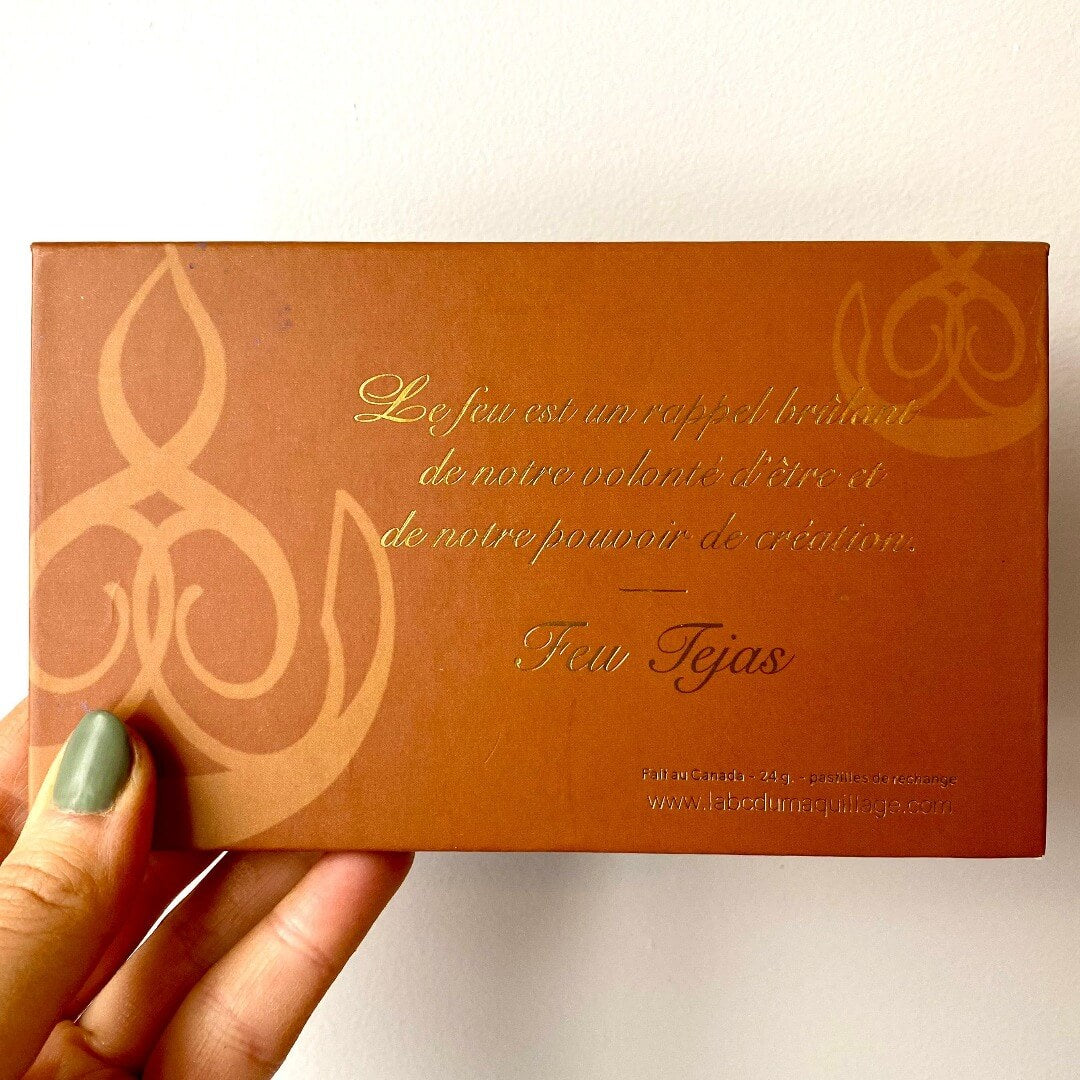 Le feu est un rappel brûlant
de notre volonté d'être et
de notre pouvoir de création.
Feu Tejas
Fait au Canada - 24 g. - pastilles de rechange
www.labcdumaquillage.com